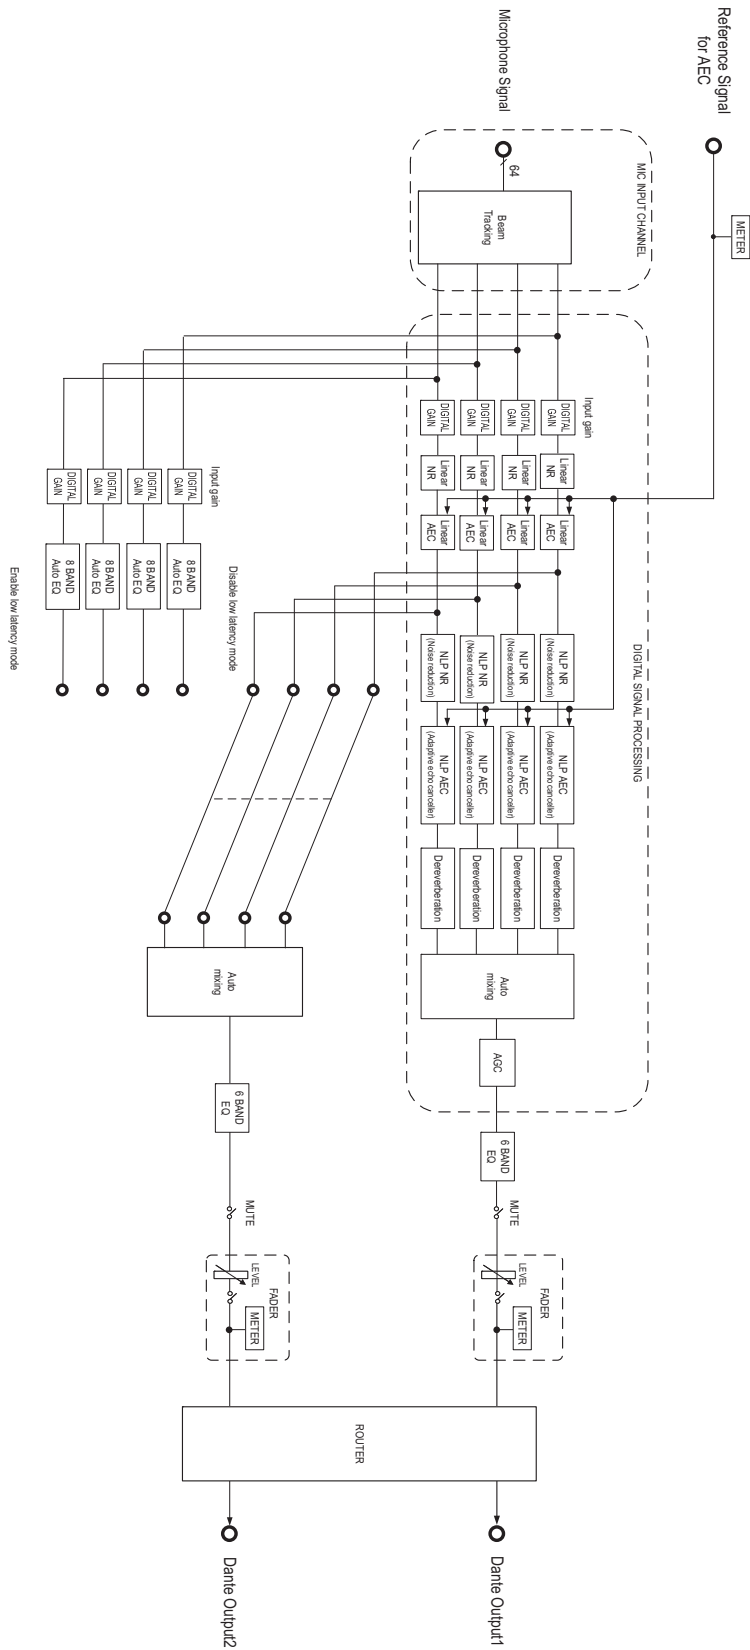 Reference Signal
for AEC
METER
Microphone Signal
MIC INPUT CHANNEL
64
Beam
Tracking
DIGITAL SIGNAL PROCESSING
Input gain
DIGITAL
GAIN
Linear
NR
Linear
AEC
NLP NR
(Noise reduction)
NLP AEC
(Adaptive echo canceller)
Dereverberation
DIGITAL
GAIN
Linear
NR
Linear
AEC
NLP NR
(Noise reduction)
NLP AEC
(Adaptive echo canceller)
Dereverberation
DIGITAL
GAIN
Linear
NR
Linear
AEC
NLP NR
(Noise reduction)
NLP AEC
(Adaptive echo canceller)
Dereverberation
DIGITAL
GAIN
Linear
NR
Linear
AEC
NLP NR
(Noise reduction)
NLP AEC
(Adaptive echo canceller)
Dereverberation
Auto
mixing
AGC
6 BAND
EQ
MUTE
FADER
LEVEL
METER
ROUTER
Dante Output1
Disable low latency mode
Input gain
DIGITAL
GAIN
8 BAND
Auto EQ
DIGITAL
GAIN
8 BAND
Auto EQ
DIGITAL
GAIN
8 BAND
Auto EQ
DIGITAL
GAIN
8 BAND
Auto EQ
Enable low latency mode
Auto
mixing
6 BAND
EQ
MUTE
FADER
LEVEL
METER
Dante Output2